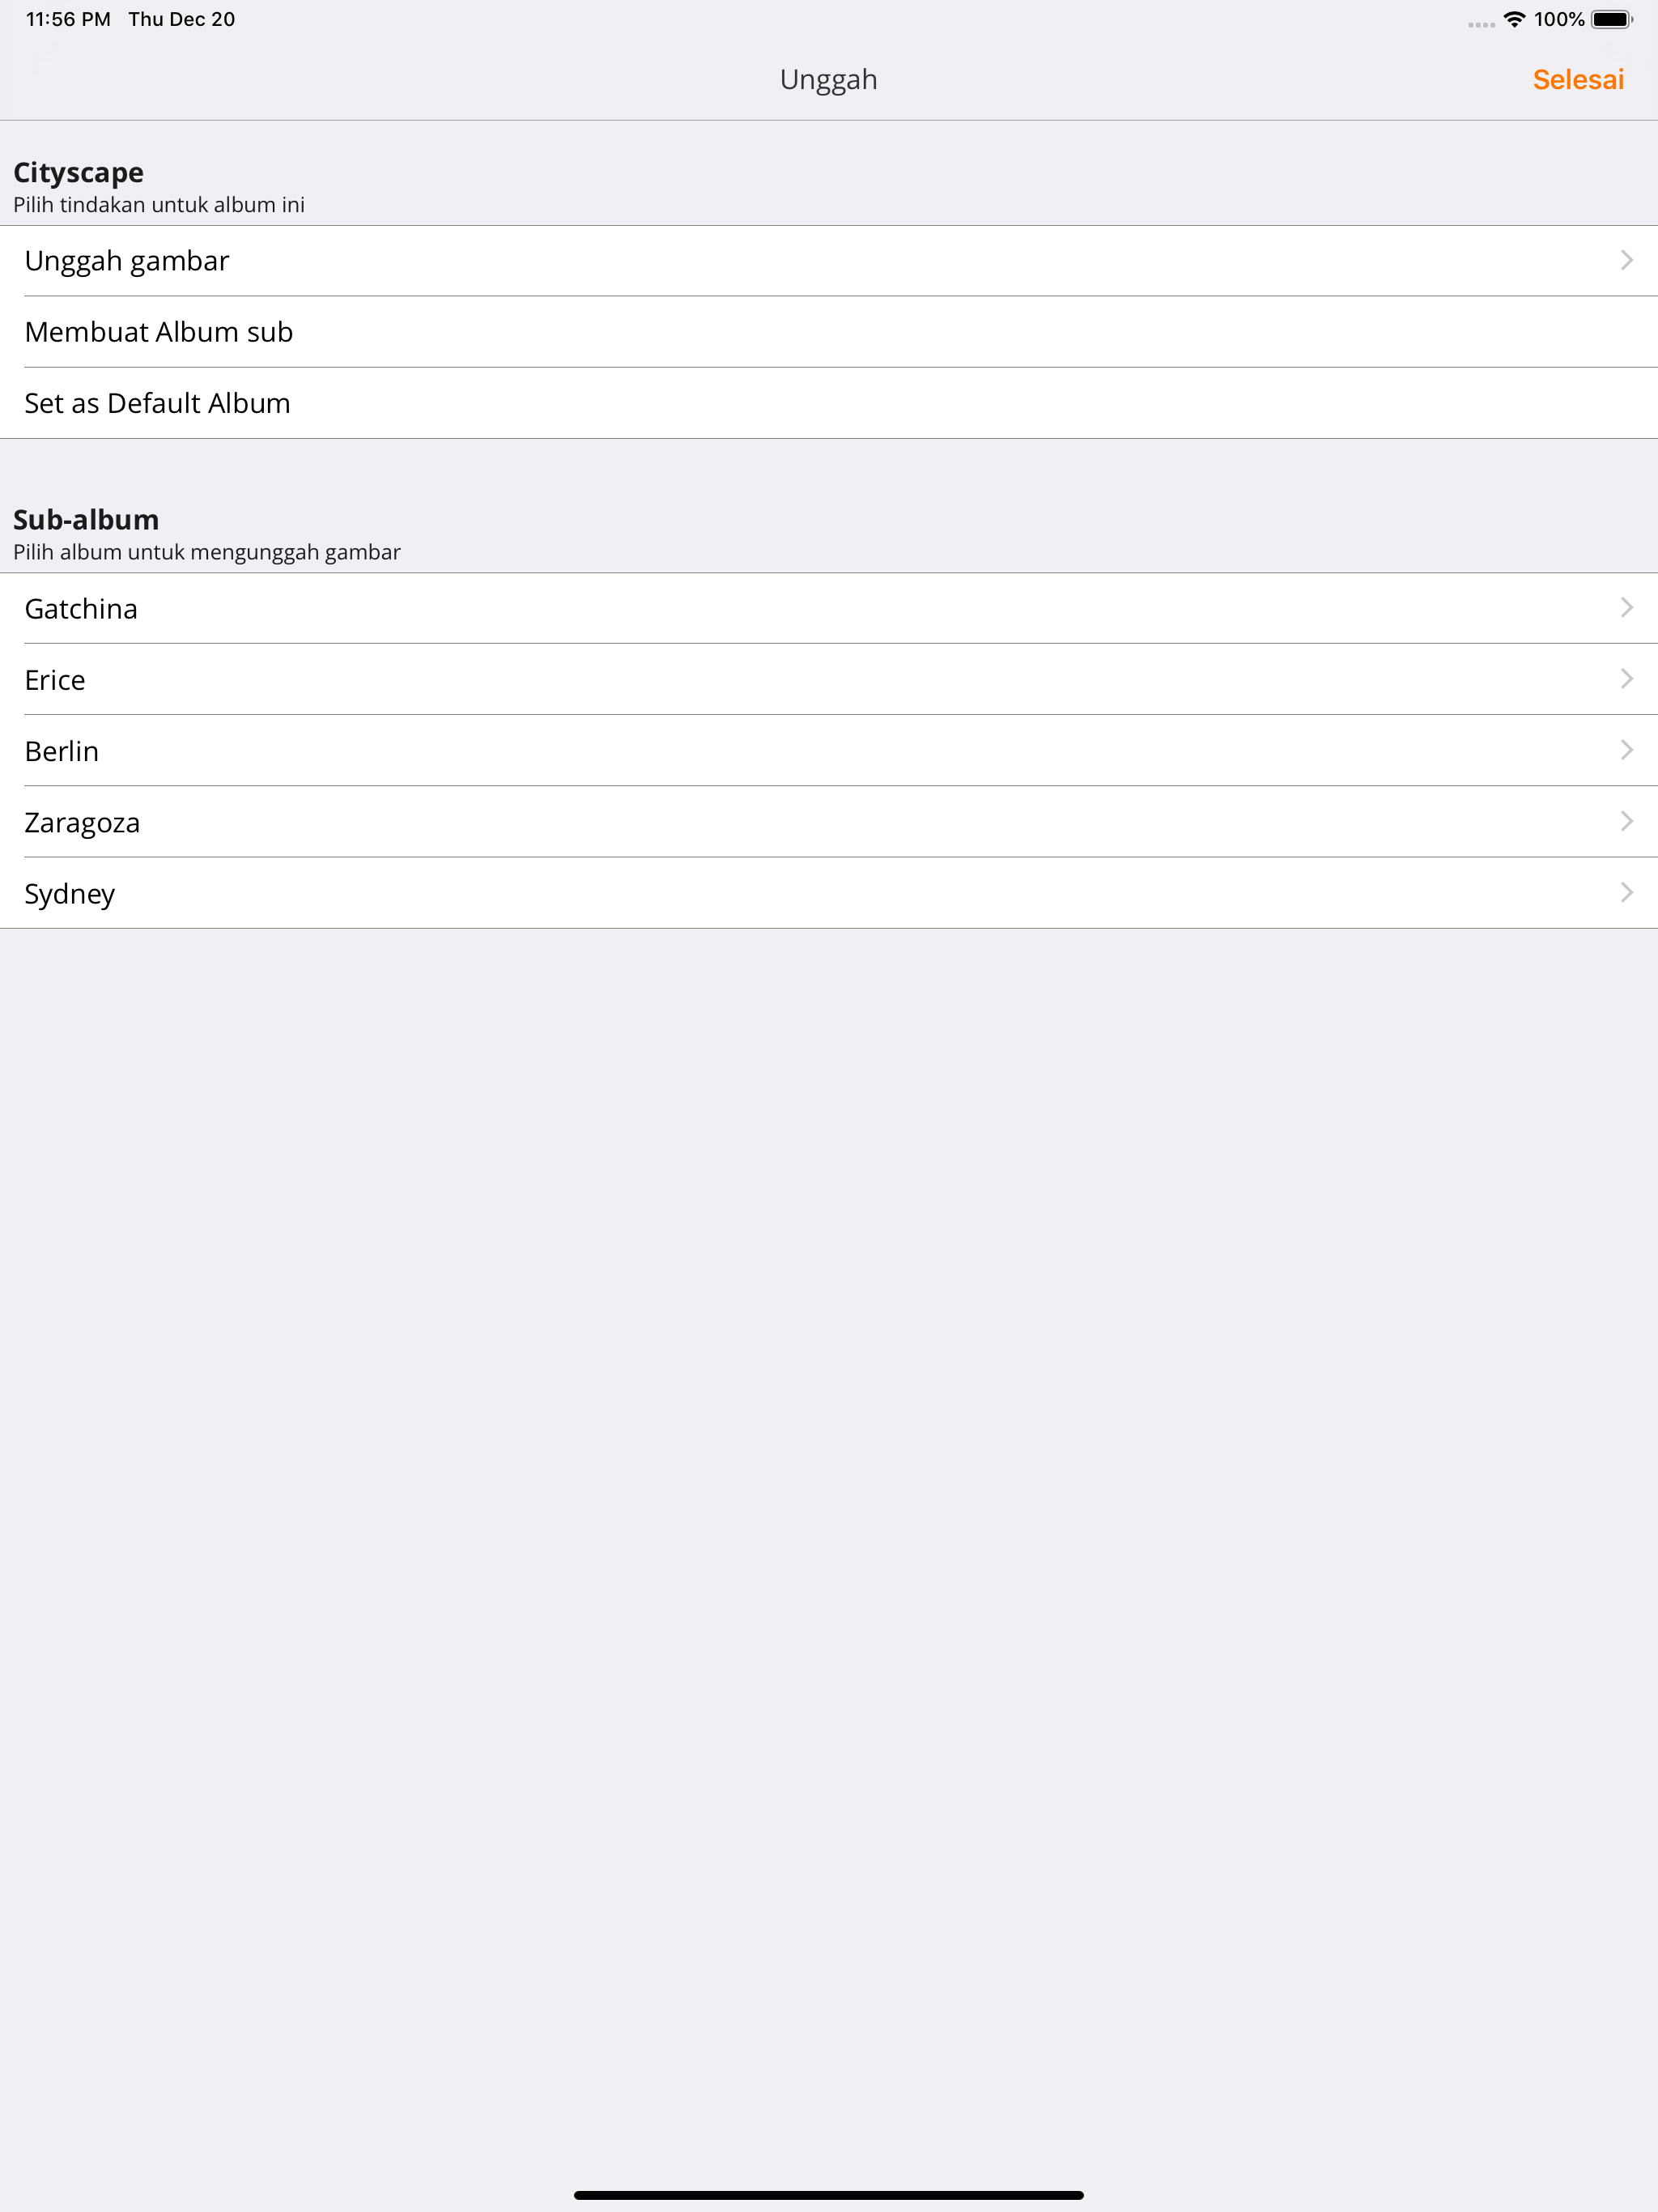 11:56 PM Thu Dec 20 100%
Unggah
Selesai
Cityscape
Pilih tindakan untuk album ini
Unggah gambar
Membuat Album sub
Set as Default Album
Sub-album
Pilih album untuk mengunggah gambar
Gatchina
Erice
Berlin
Zaragoza
Sydney